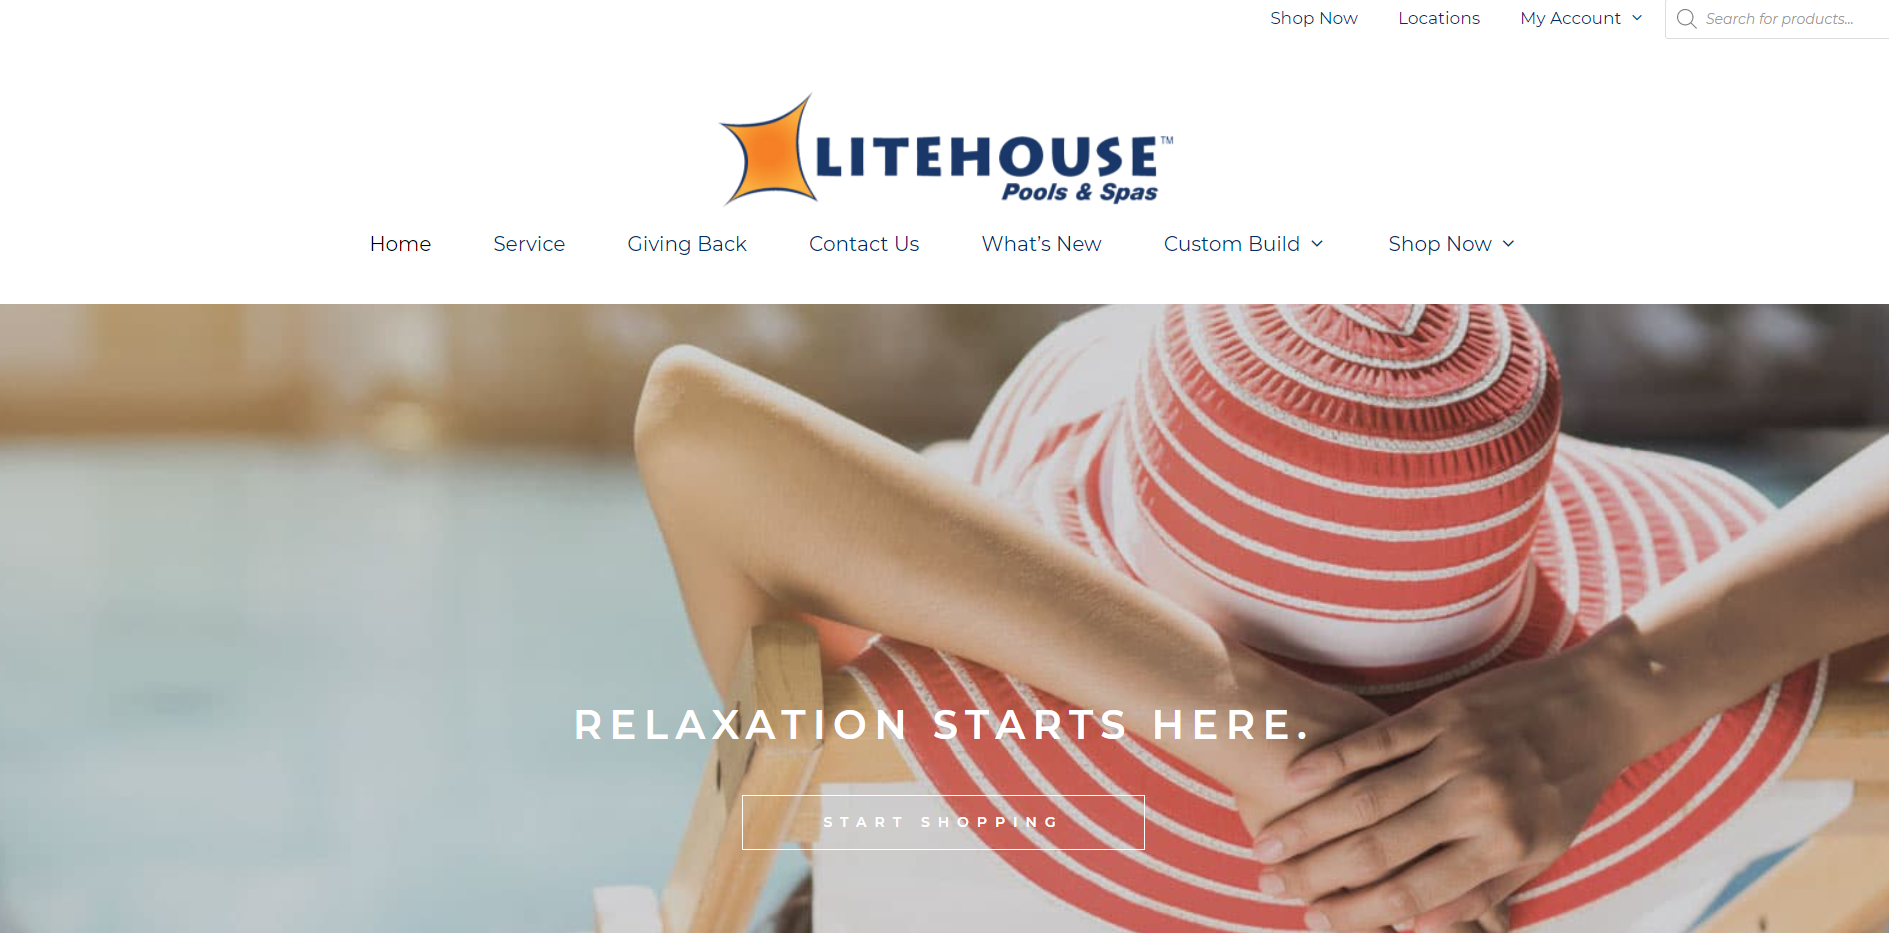 Shop Now Locations My Account Search for products...
LITEHOUSE™
Pools & Spas
Home Service Giving Back Contact Us What’s New Custom Build Shop Now
RELAXATION STARTS HERE.
START SHOPPING